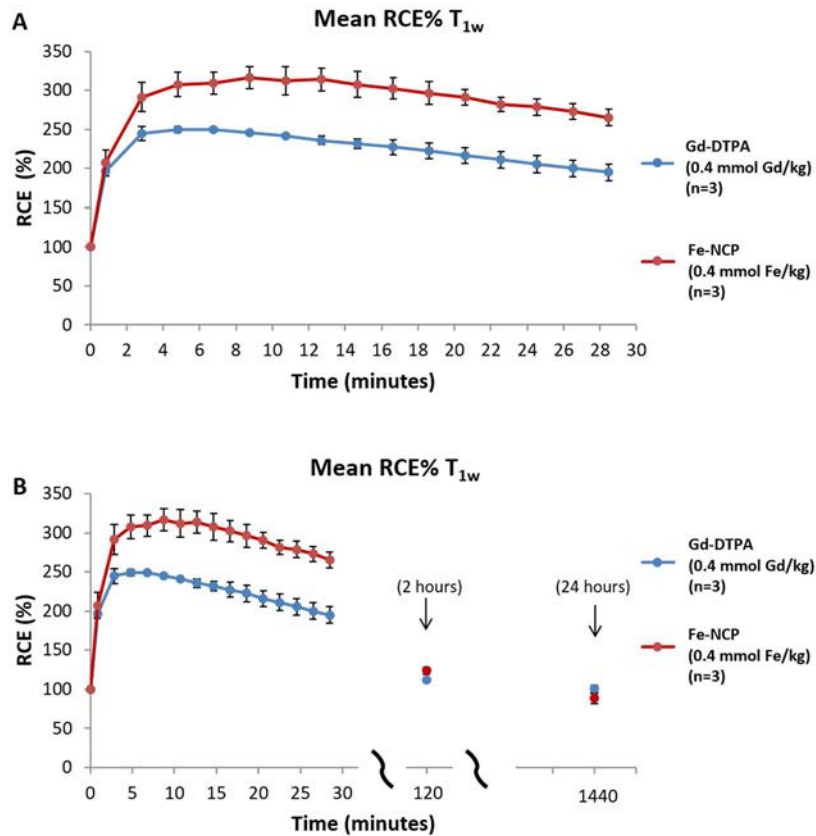 A
Mean RCE% T1w
350
300
250
200
150
100
50
0
RCE (%)
0 2 4 6 8 10 12 14 16 18 20 22 24 26 28 30
Time (minutes)
Gd-DTPA
(0.4 mmol Gd/kg)
(n=3)
Fe-NCP
(0.4 mmol Fe/kg)
(n=3)
B
Mean RCE% T1w
350
300
250
200
150
100
50
0
RCE (%)
(2 hours)
(24 hours)
0 5 10 15 20 25 30 120 1440
Time (minutes)
Gd-DTPA
(0.4 mmol Gd/kg)
(n=3)
Fe-NCP
(0.4 mmol Fe/kg)
(n=3)